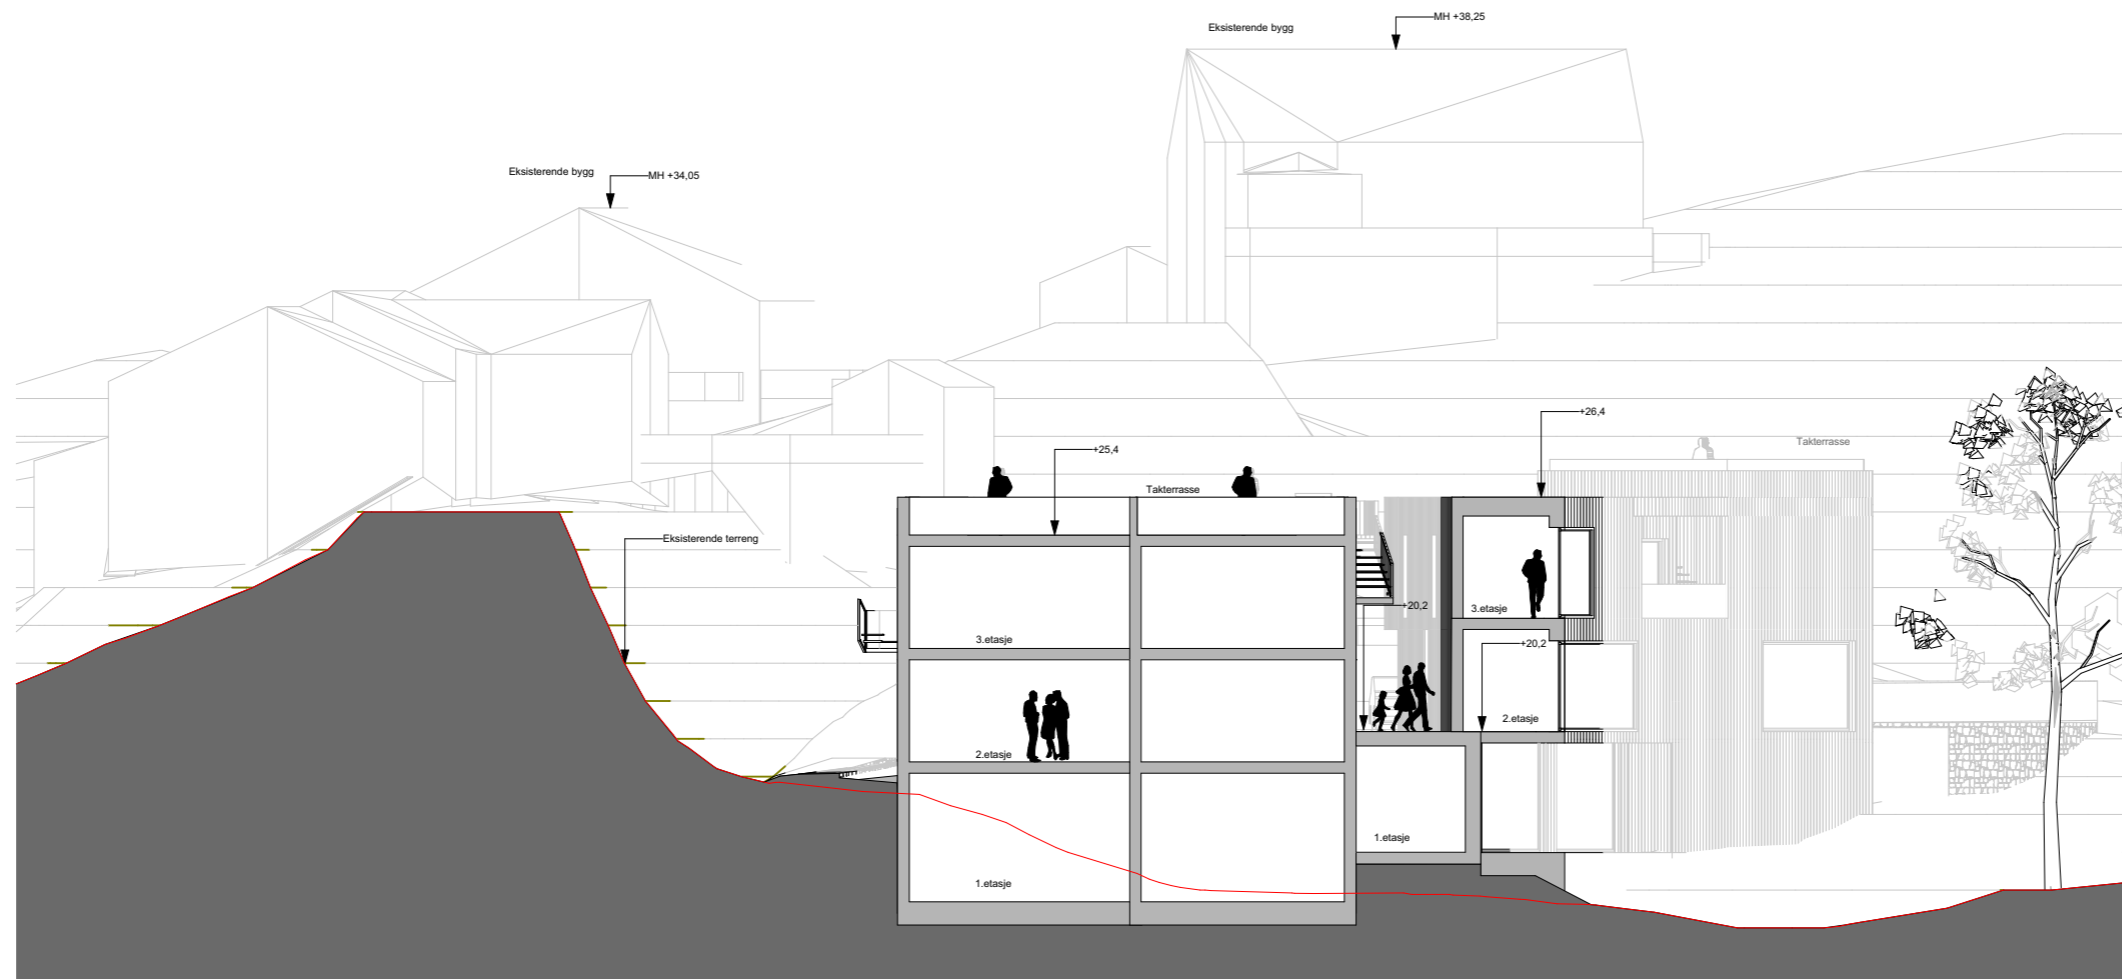 MH +38,25
Eksisterende bygg
Eksisterende bygg
MH +34,05
+26,4
Takterrasse
+25,4
Takterrasse
Eksisterende terreng
+20,2
3.etasje
3.etasje
+20,2
2.etasje
2.etasje
1.etasje
1.etasje